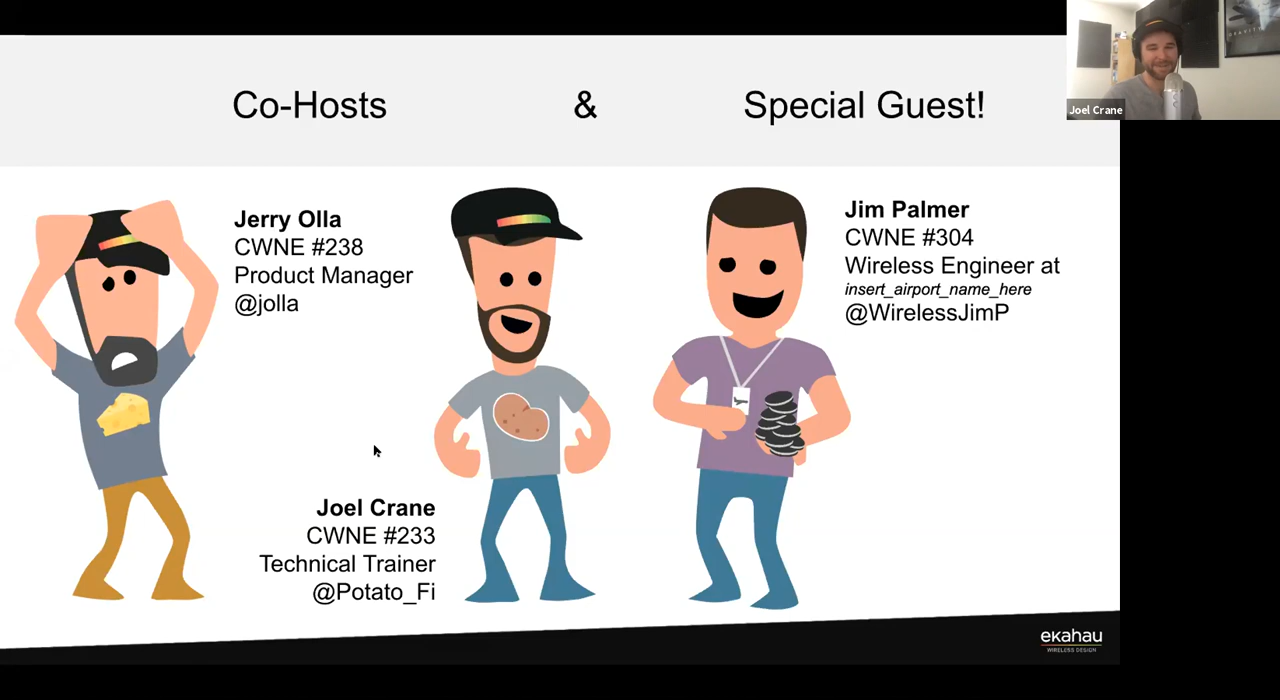 Co-Hosts & Special Guest!
Joel Crane
Jerry Olla
CWNE #238
Product Manager
@jolla
Joel Crane
CWNE #233
Technical Trainer
@Potato_Fi
Jim Palmer
CWNE #304
Wireless Engineer at
insert_airport_name_here
@WirelessJimP
ekahau
WIRELESS DESIGN